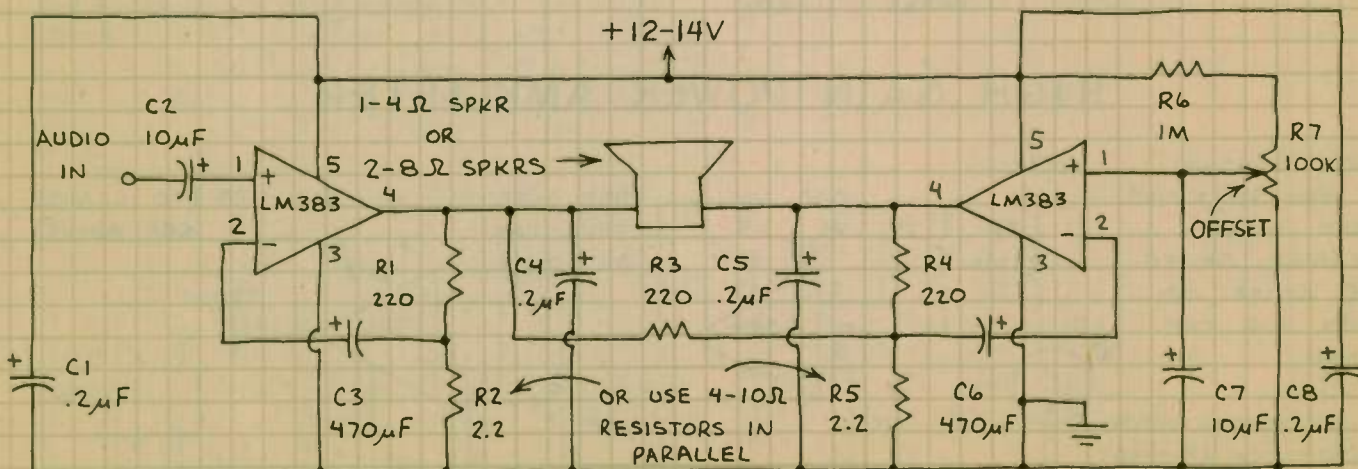 +12-14V
C2
10µF
AUDIO
IN
1
+
LM383
2
-
5
3
4
1-4Ω SPKR
OR
2-8Ω SPKRS
R6
1M
R7
100K
OFFSET
5
4
LM383
+
1
-
2
3
+
+
C1
.2µF
R1
220
+
C3
470µF
R2
2.2
C4
.2µF
+
R3
220
C5
.2µF
+
R4
220
OR USE 4-10Ω
RESISTORS IN
PARALLEL
R5
2.2
+
C6
470µF
+
C7
10µF
+
C8
.2µF